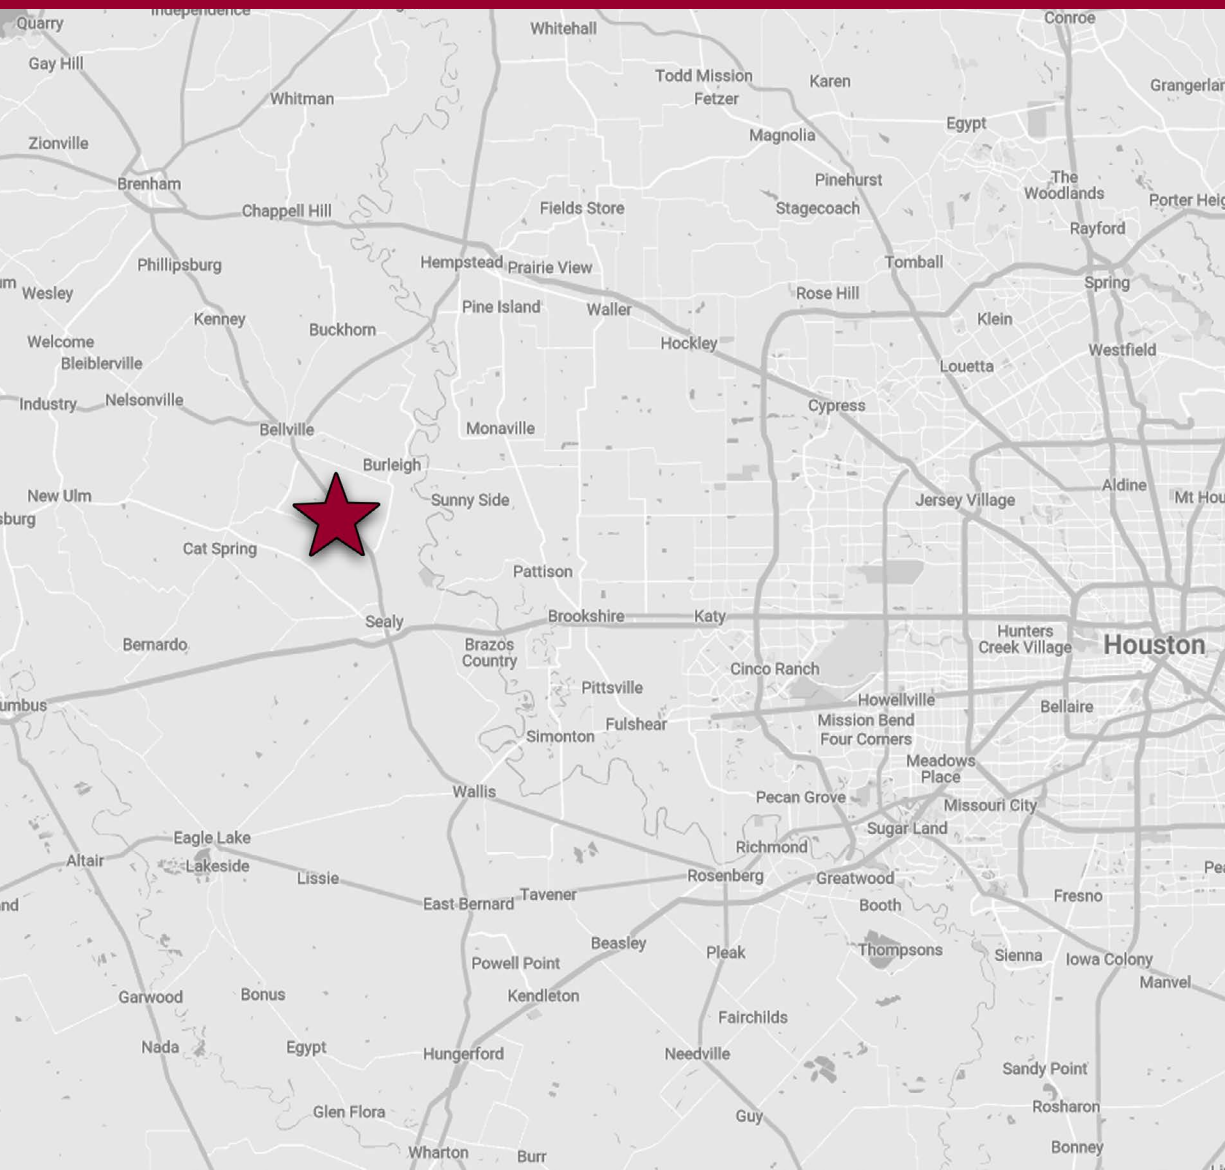 Independence
Quarry
Whitehall
Conroe
Gay Hill
Todd Mission
Karen
Fetzer
Whitman
Grangerlan
Egypt
Magnolia
Zionville
Brenham
Pinehurst
The
Woodlands
Porter Heig
Chappell Hill
Fields Store
Stagecoach
Rayford
Phillipsburg
Hempstead
Prairie View
Tomball
Spring
Wesley
Rose Hill
Pine Island
Waller
Kenney
Klein
Buckhorn
Welcome
Hockley
Westfield
Bleiblerville
Louetta
Industry
Nelsonville
Cypress
Bellville
Monaville
Burleigh
Aldine
New Ulm
Sunny Side
Jersey Village
Mt Hou
sburg
Cat Spring
Pattison
Sealy
Brookshire
Katy
Hunters
Creek Village
Houston
Bernardo
Brazos
Country
Cinco Ranch
Pittsville
Howellville
umbus
Bellaire
Fulshear
Mission Bend
Simonton
Four Corners
Meadows
Place
Wallis
Pecan Grove
Missouri City
Sugar Land
Eagle Lake
Richmond
Altair
Lakeside
Lissie
Rosenberg
Greatwood
Pea
Tavener
Fresno
East Bernard
Booth
nd
Beasley
Pleak
Thompsons
Sienna
Iowa Colony
Powell Point
Manvel
Garwood
Bonus
Kendleton
Fairchilds
Nada
Egypt
Hungerford
Needville
Sandy Point
Glen Flora
Guy
Rosharon
Wharton
Burr
Bonney